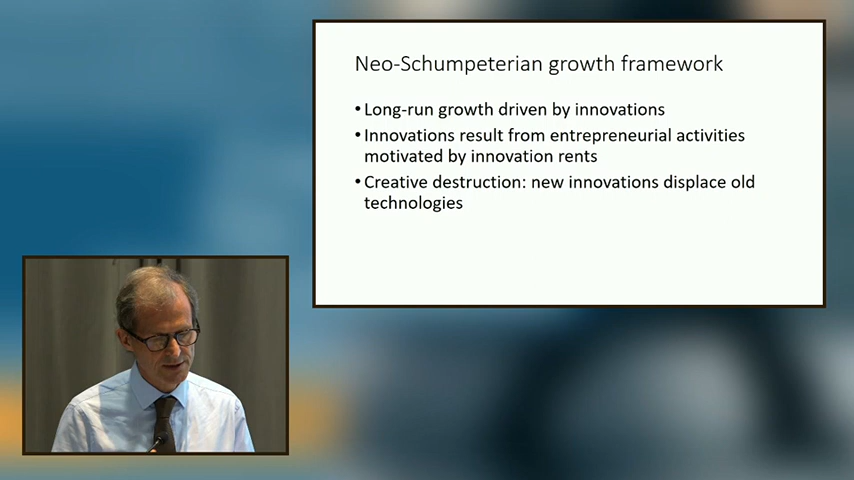 Neo-Schumpeterian growth framework
• Long-run growth driven by innovations
• Innovations result from entrepreneurial activities
motivated by innovation rents
• Creative destruction: new innovations displace old
technologies